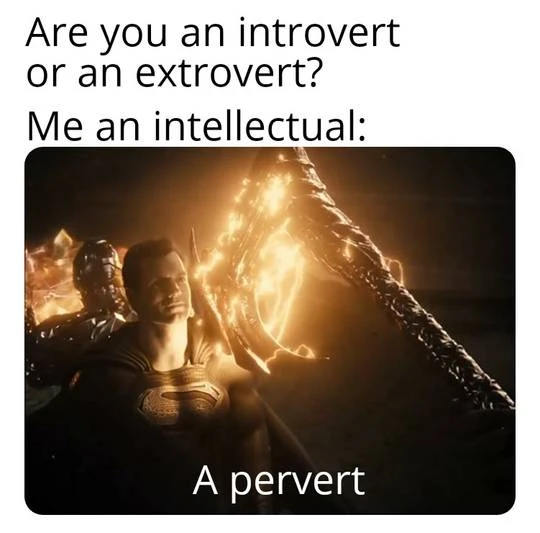 Are you an introvert
or an extrovert?
Me an intellectual:
A pervert